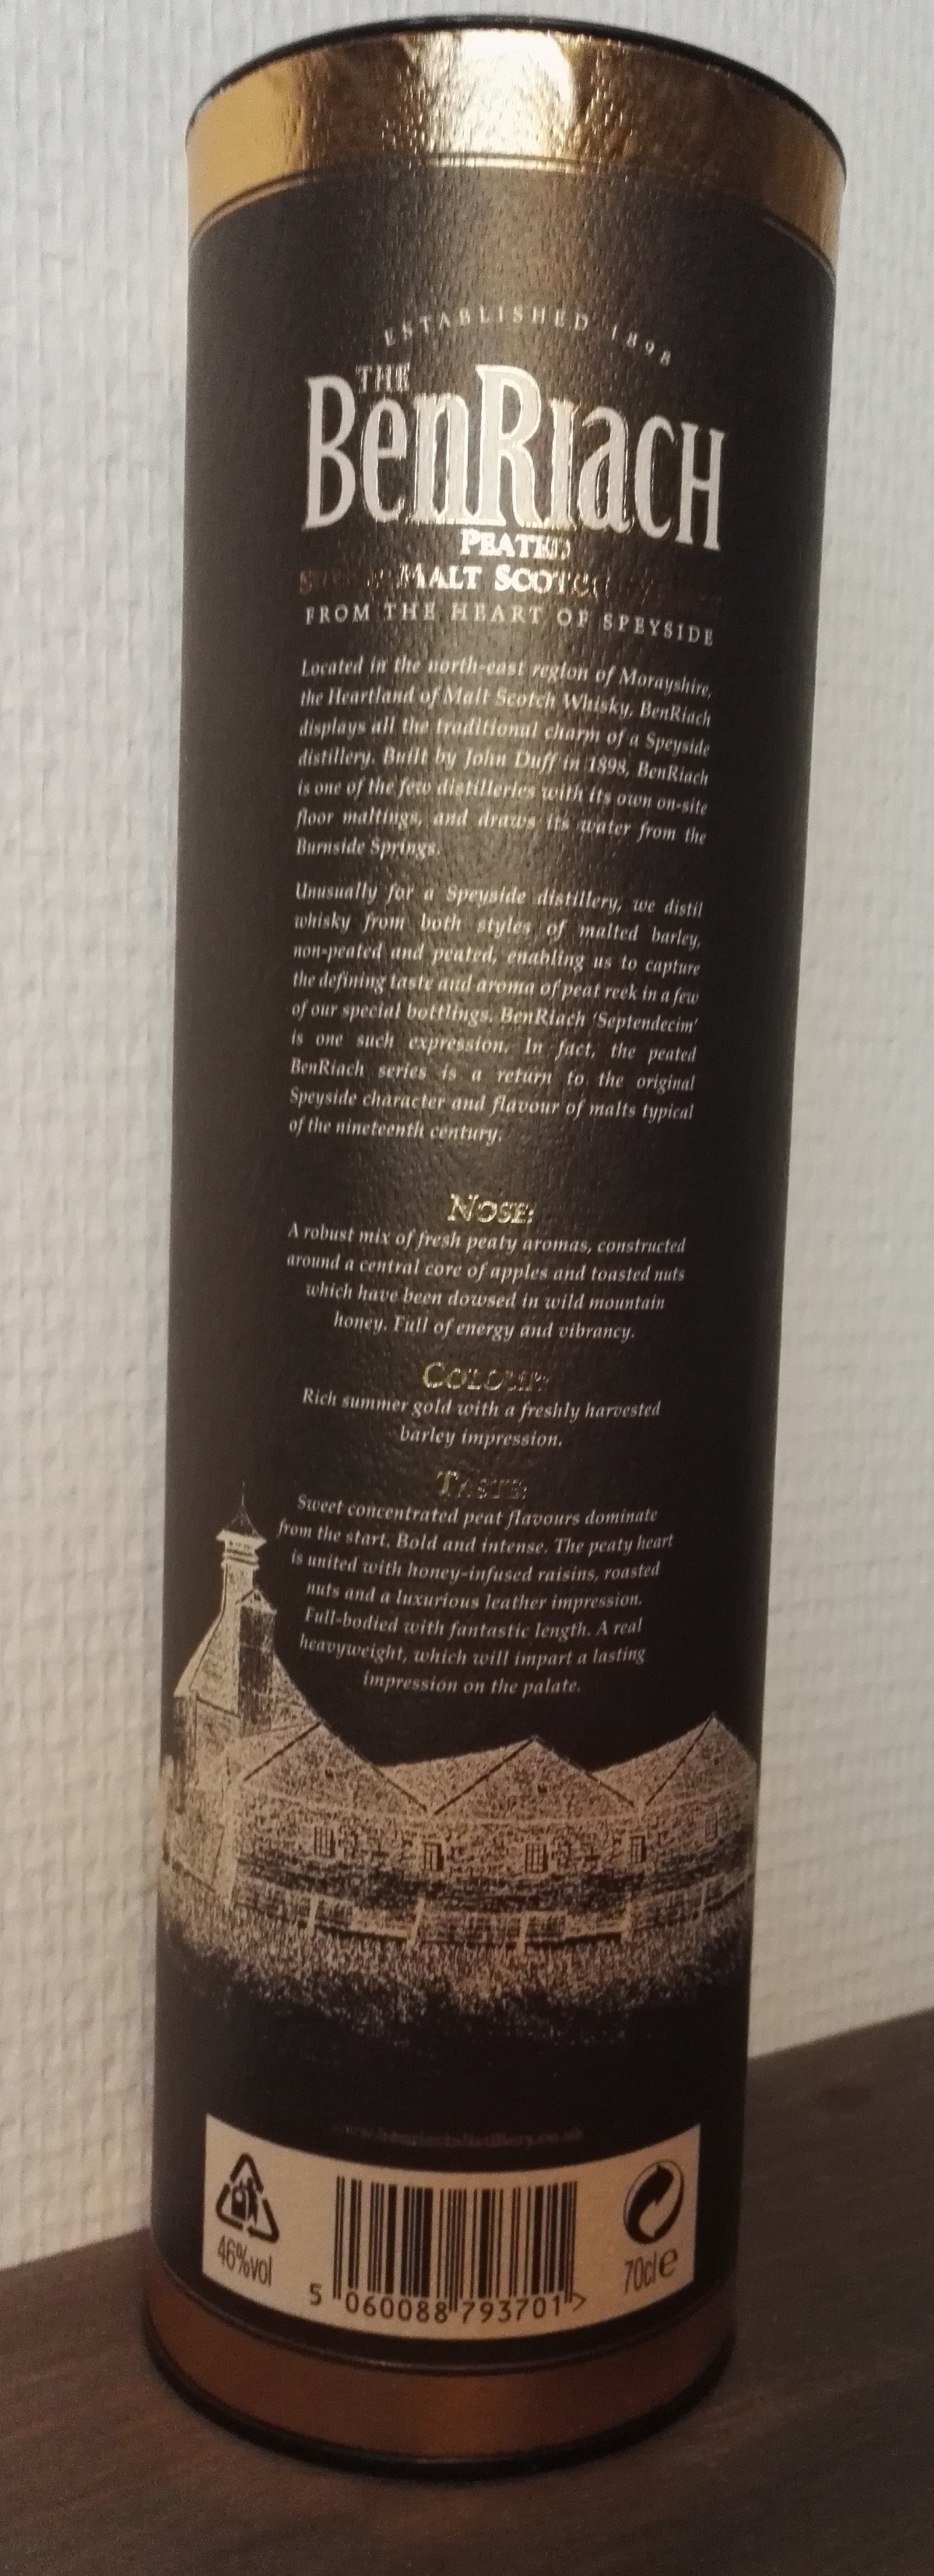 ESTABLISHED 1898
THE
BENRIACH
PEATED
SINGLE MALT SCOTCH WHISKY
FROM THE HEART OF SPEYSIDE
Located in the north-east region of Morayshire,
the Heartland of Malt Scotch Whisky, BenRiach
displays all the traditional charm of a Speyside
distillery. Built by John Duff in 1898, BenRiach
is one of the few distilleries with its own on-site
floor maltings, and draws its water from the
Burnside Springs.
Unusually for a Speyside distillery, we distil
whisky from both styles of malted barley,
non-peated and peated, enabling us to capture
the defining taste and aroma of peat reek in a few
of our special bottlings. BenRiach 'Septendecim'
is one such expression. In fact, the peated
BenRiach series is a return to the original
Speyside character and flavour of malts typical
of the nineteenth century.
NOSE:
A robust mix of fresh peaty aromas, constructed
around a central core of apples and toasted nuts
which have been dowsed in wild mountain
honey. Full of energy and vibrancy.
COLOUR:
Rich summer gold with a freshly harvested
barley impression.
TASTE:
Sweet concentrated peat flavours dominate
from the start. Bold and intense. The peaty heart
is united with honey-infused raisins, roasted
nuts and a luxurious leather impression.
Full-bodied with fantastic length. A real
heavyweight, which will impart a lasting
impression on the palate.
www.benriachdistillery.co.uk
46%vol
5 060088 793701 >
70cl e